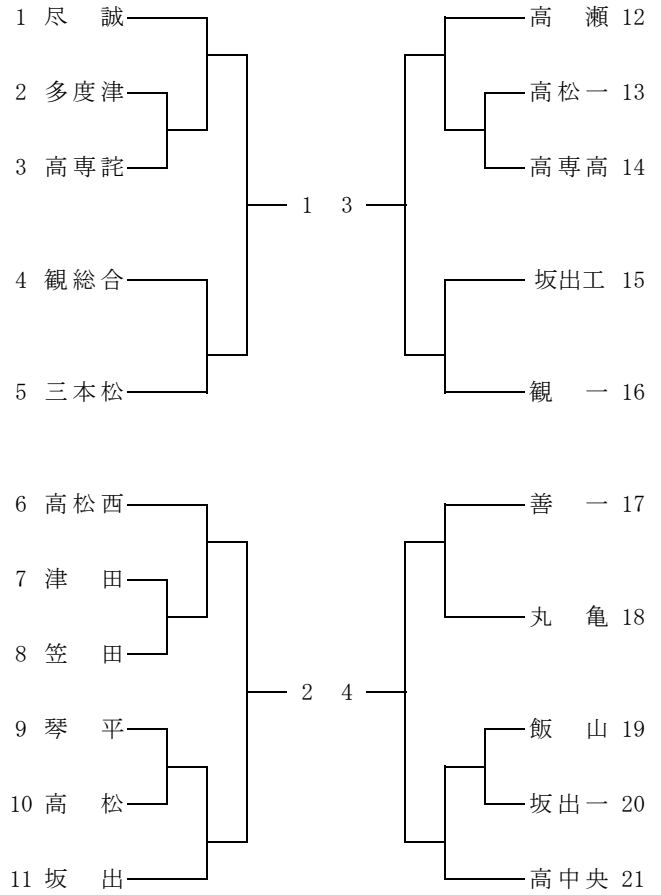 1 尽 誠
2 多度津
3 高専詫
4 観総合
5 三本松
1
6 高松西
7 津 田
8 笠 田
9 琴 平
10 高 松
11 坂 出
2
高 瀬 12
高松一 13
高専高 14
坂出工 15
観 一 16
3
善 一 17
丸 亀 18
飯 山 19
坂出一 20
高中央 21
4